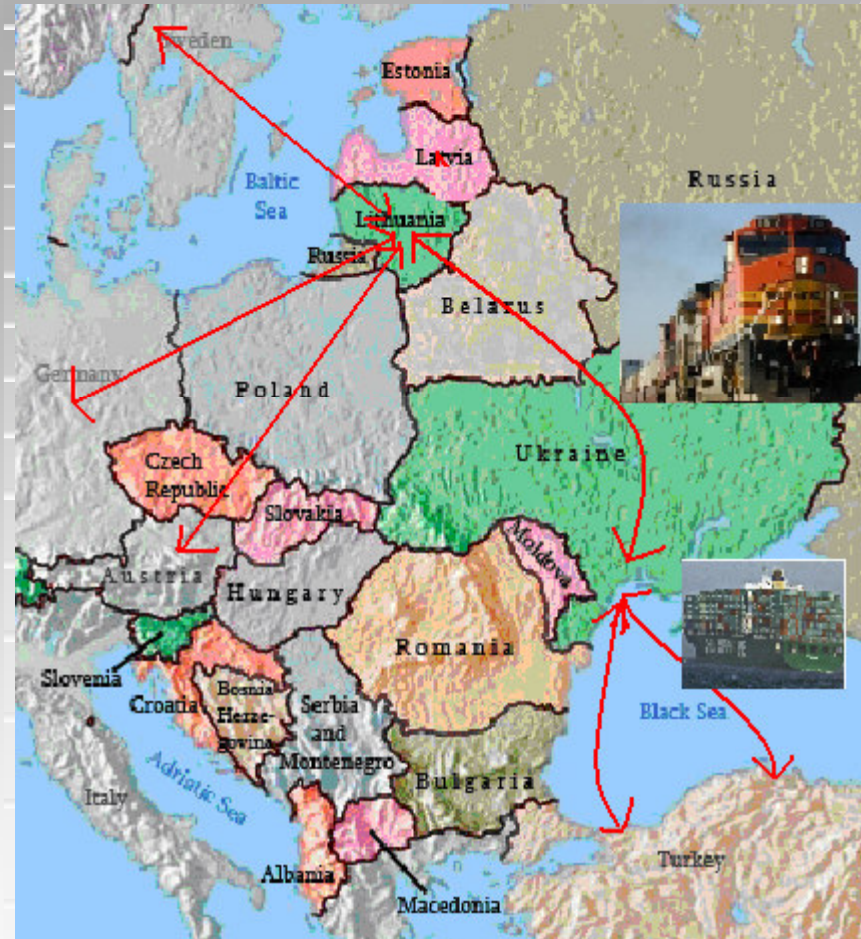 Sweden
Estonia
Latvia
Baltic
Sea
Russia
Lithuania
Russia
Belarus
Germany
Poland
Ukraine
Czech
Republic
Slovakia
Moldova
Austria
Hungary
Romania
Slovenia
Croatia
Bosnia
Herze-
govina
Serbia
and
Montenegro
Black Sea
Adriatic Sea
Italy
Bulgaria
Albania
Turkey
Macedonia